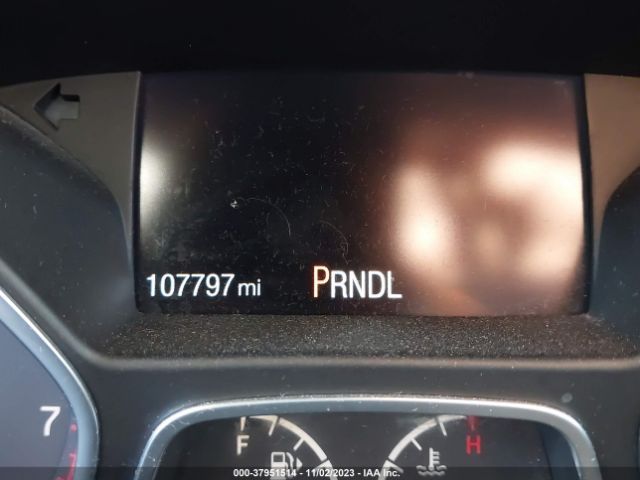 107797 mi PRNDL
7
F H
000-37951514 - 11/02/2023 - IAA Inc.